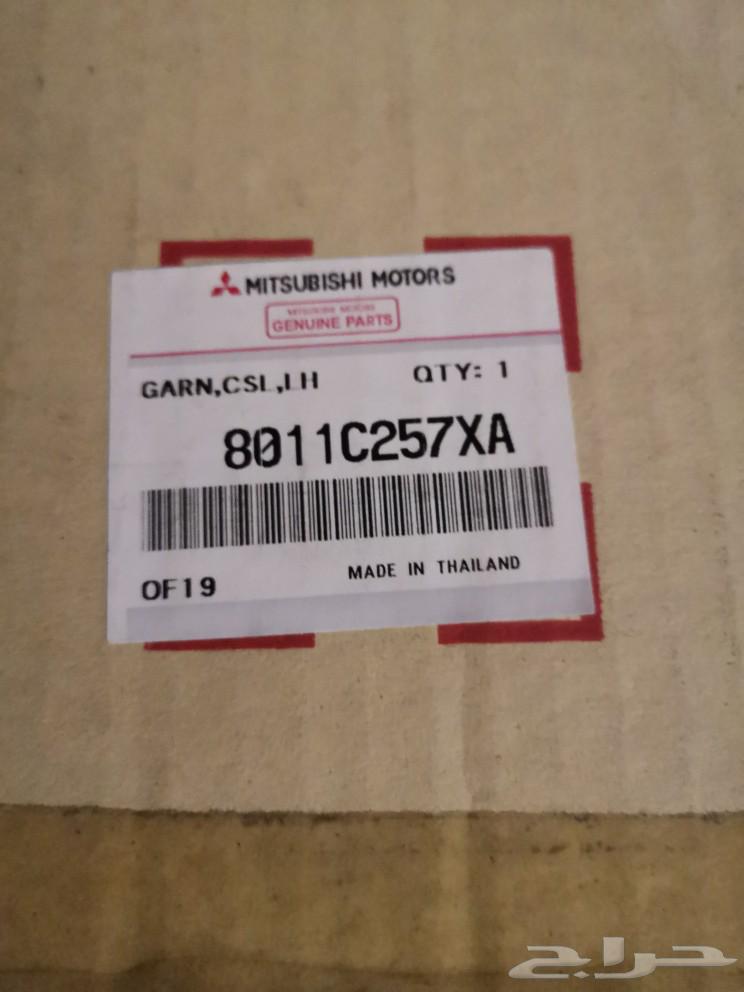 MITSUBISHI MOTORS
MITSUBISHI MOTORS
GENUINE PARTS
GARN,CSL,LH QTY: 1
8011C257XA
OF19 MADE IN THAILAND
حراج